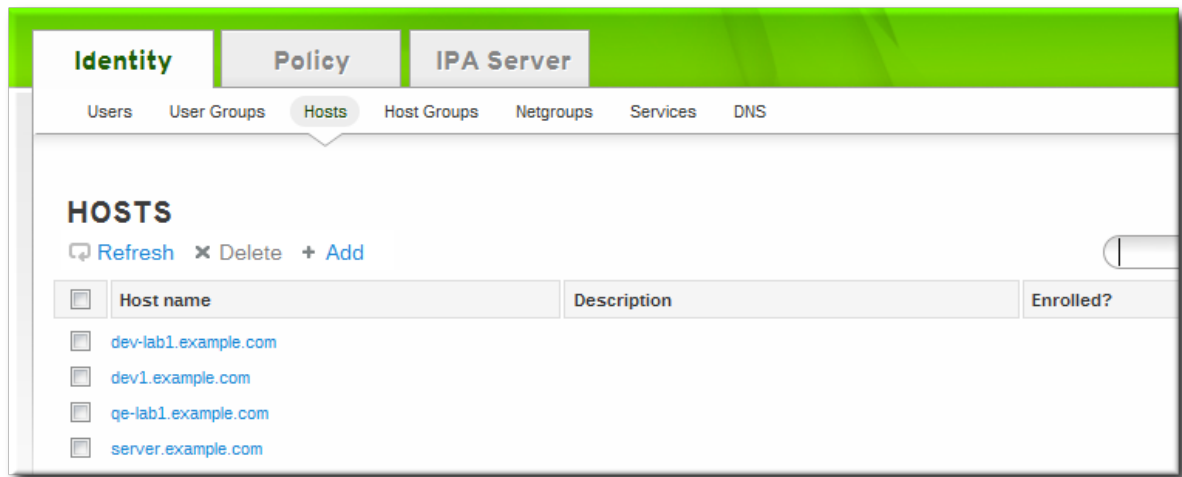 Identity Policy IPA Server
Users User Groups Hosts Host Groups Netgroups Services DNS
HOSTS
Refresh Delete + Add
Host name Description Enrolled?
dev-lab1.example.com
dev1.example.com
qe-lab1.example.com
server.example.com